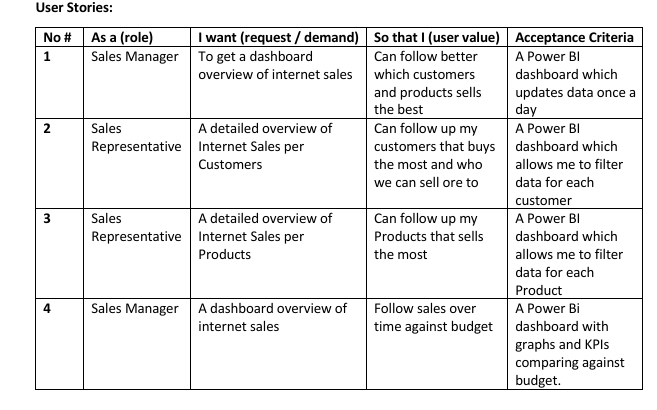 User Stories:
No # As a (role) I want (request / demand) So that I (user value) Acceptance Criteria
1 Sales Manager To get a dashboard overview of internet sales Can follow better which customers and products sells the best A Power BI dashboard which updates data once a day
2 Sales Representative A detailed overview of Internet Sales per Customers Can follow up my customers that buys the most and who we can sell ore to A Power BI dashboard which allows me to filter data for each customer
3 Sales Representative A detailed overview of Internet Sales per Products Can follow up my Products that sells the most A Power BI dashboard which allows me to filter data for each Product
4 Sales Manager A dashboard overview of internet sales Follow sales over time against budget A Power Bi dashboard with graphs and KPIs comparing against budget.